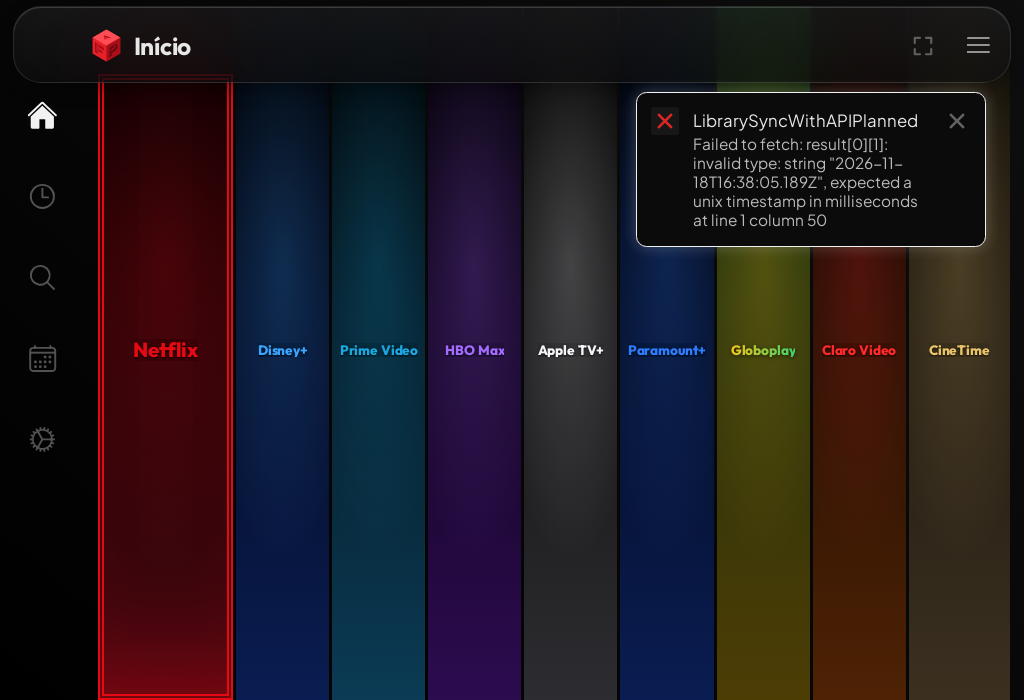 Início
LibrarySyncWithAPIPlanned
Failed to fetch: result[0][1]:
invalid type: string "2026-11-
18T16:38:05.189Z", expected a
unix timestamp in milliseconds
at line 1 column 50
Netflix
Disney+
Prime Video
HBO Max
Apple TV+
Paramount+
Globoplay
Claro Video
CineTime